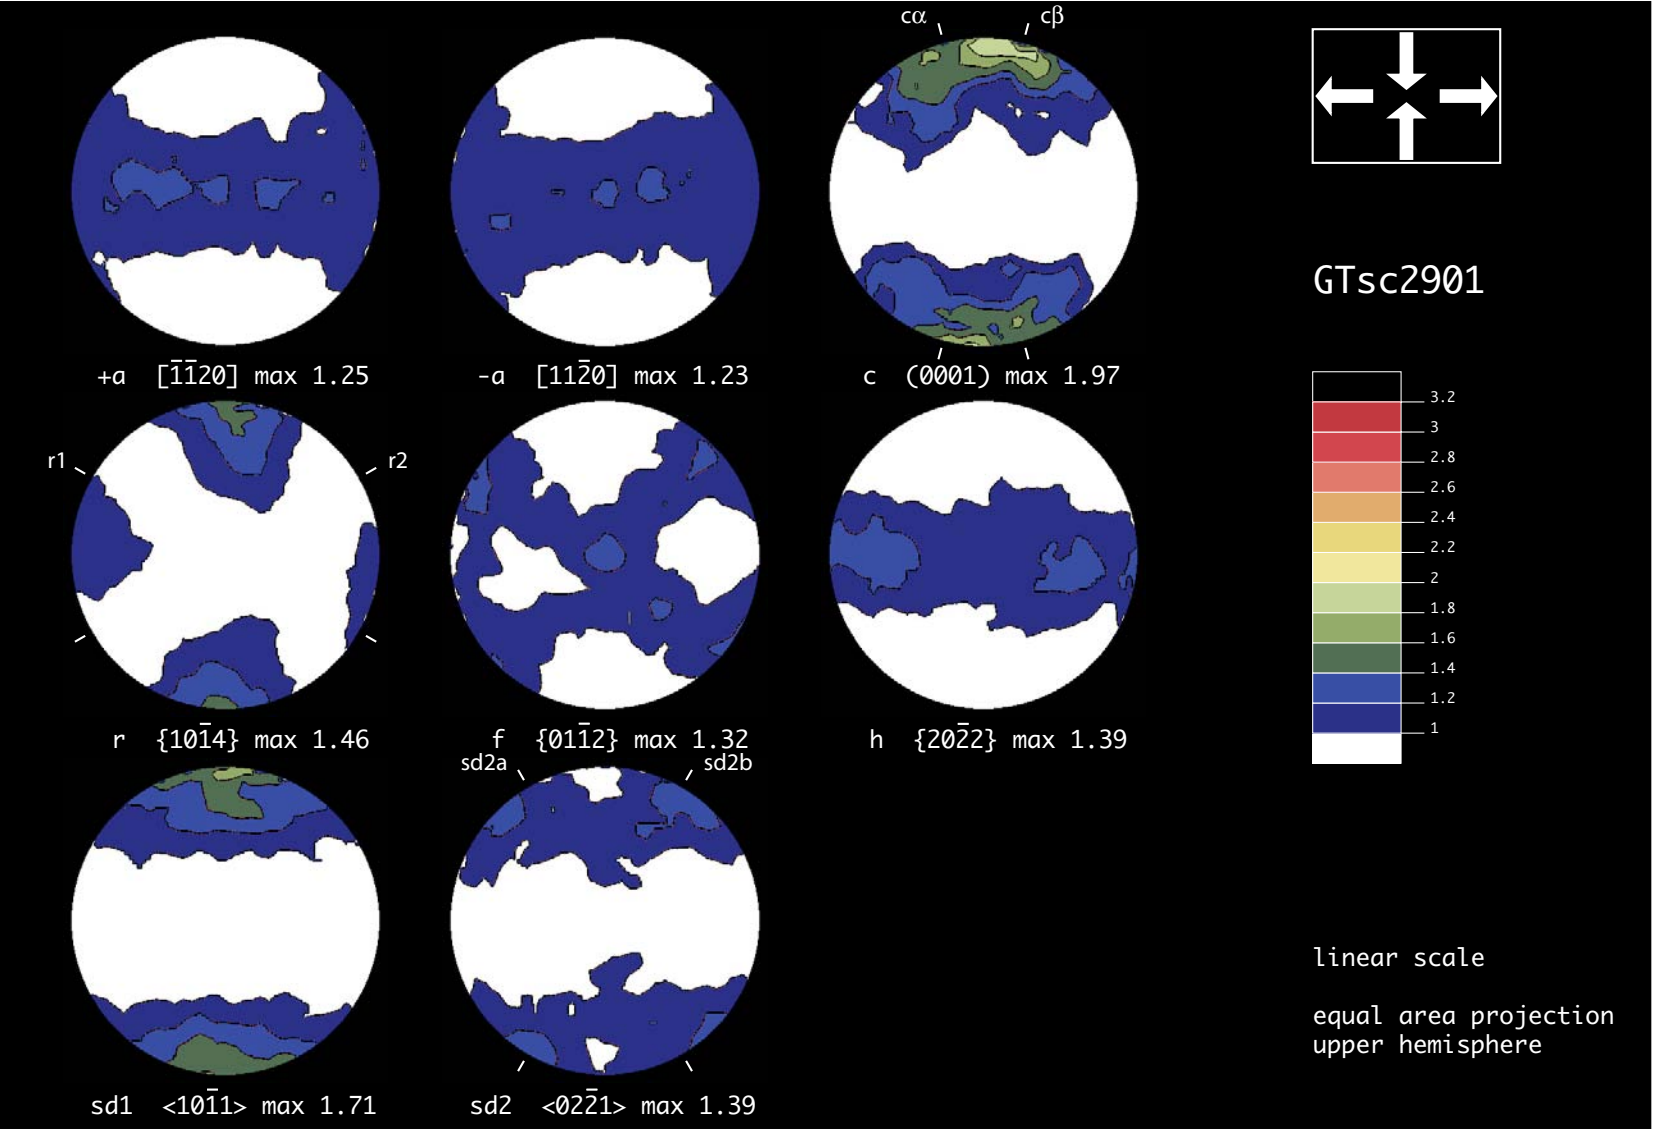 cα cβ
+a [1̅1̅20] max 1.25
-a [112̅0] max 1.23
c (0001) max 1.97
GTsc2901
r1 r2
r {101̅4} max 1.46
f {011̅2} max 1.32
h {202̅2} max 1.39
3.2
3
2.8
2.6
2.4
2.2
2
1.8
1.6
1.4
1.2
1
sd2a sd2b
sd1 <101̅1> max 1.71
sd2 <022̅1> max 1.39
linear scale
equal area projection
upper hemisphere